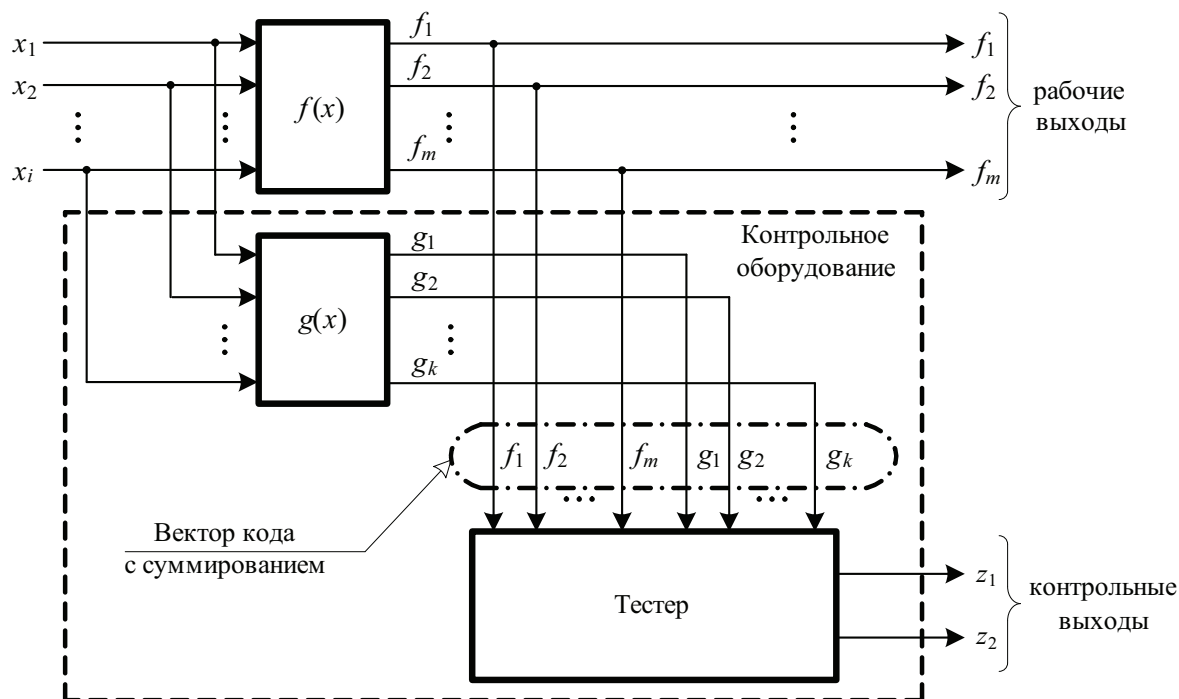 x1
x2
⋮
xi
f(x)
f1
f2
⋮
fm
f1
f2
⋮
fm
рабочие
выходы
Контрольное
оборудование
g(x)
g1
g2
⋮
gk
f1 f2 ... fm g1 g2 ... gk
Вектор кода
с суммированием
Тестер
z1
z2
контрольные
выходы